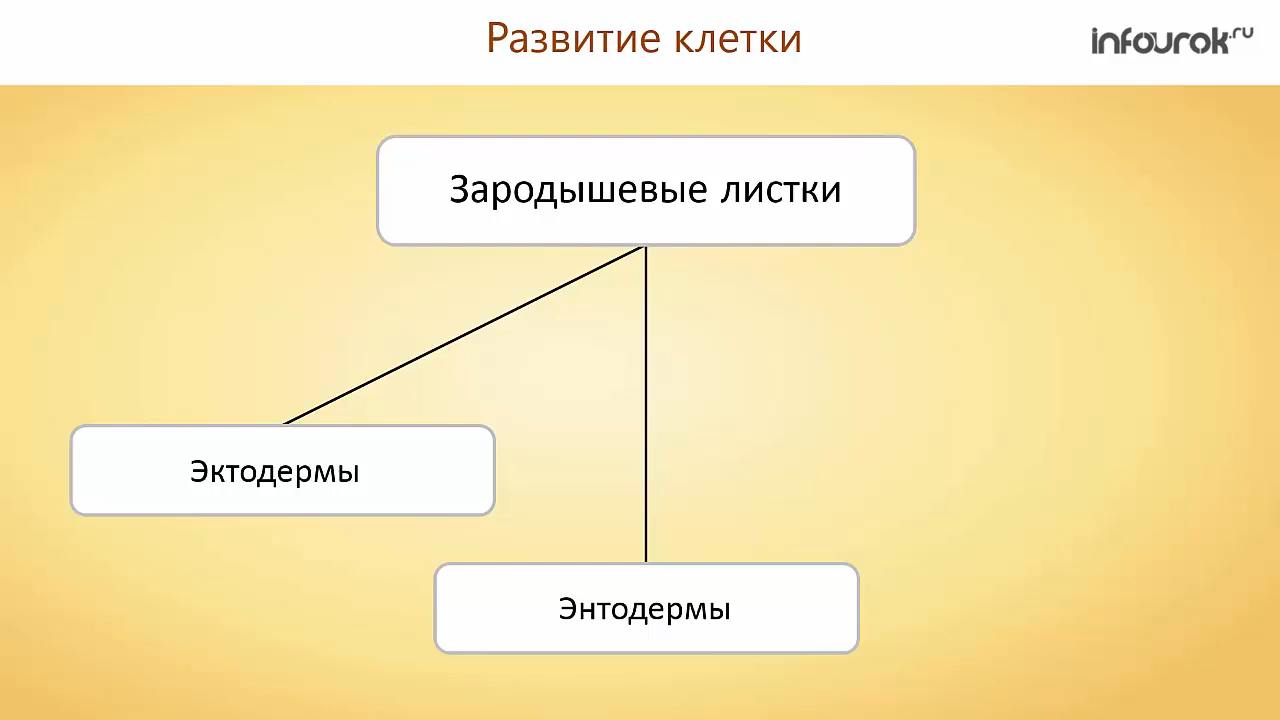 Развитие клетки
infourok.ru
Зародышевые листки
Эктодермы
Энтодермы